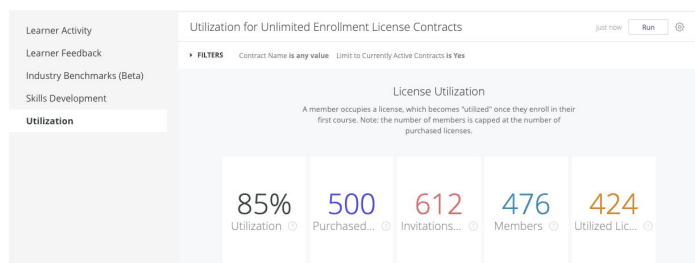 Learner Activity
Learner Feedback
Industry Benchmarks (Beta)
Skills Development
Utilization
Utilization for Unlimited Enrollment License Contracts
just now Run
FILTERS Contract Name is any value Limit to Currently Active Contracts is Yes
License Utilization
A member occupies a license, which becomes "utilized" once they enroll in their
first course. Note: the number of members is capped at the number of
purchased licenses.
85% 500 612 476 424
Utilization ? Purchased... ? Invitations... ? Members ? Utilized Lic... ?